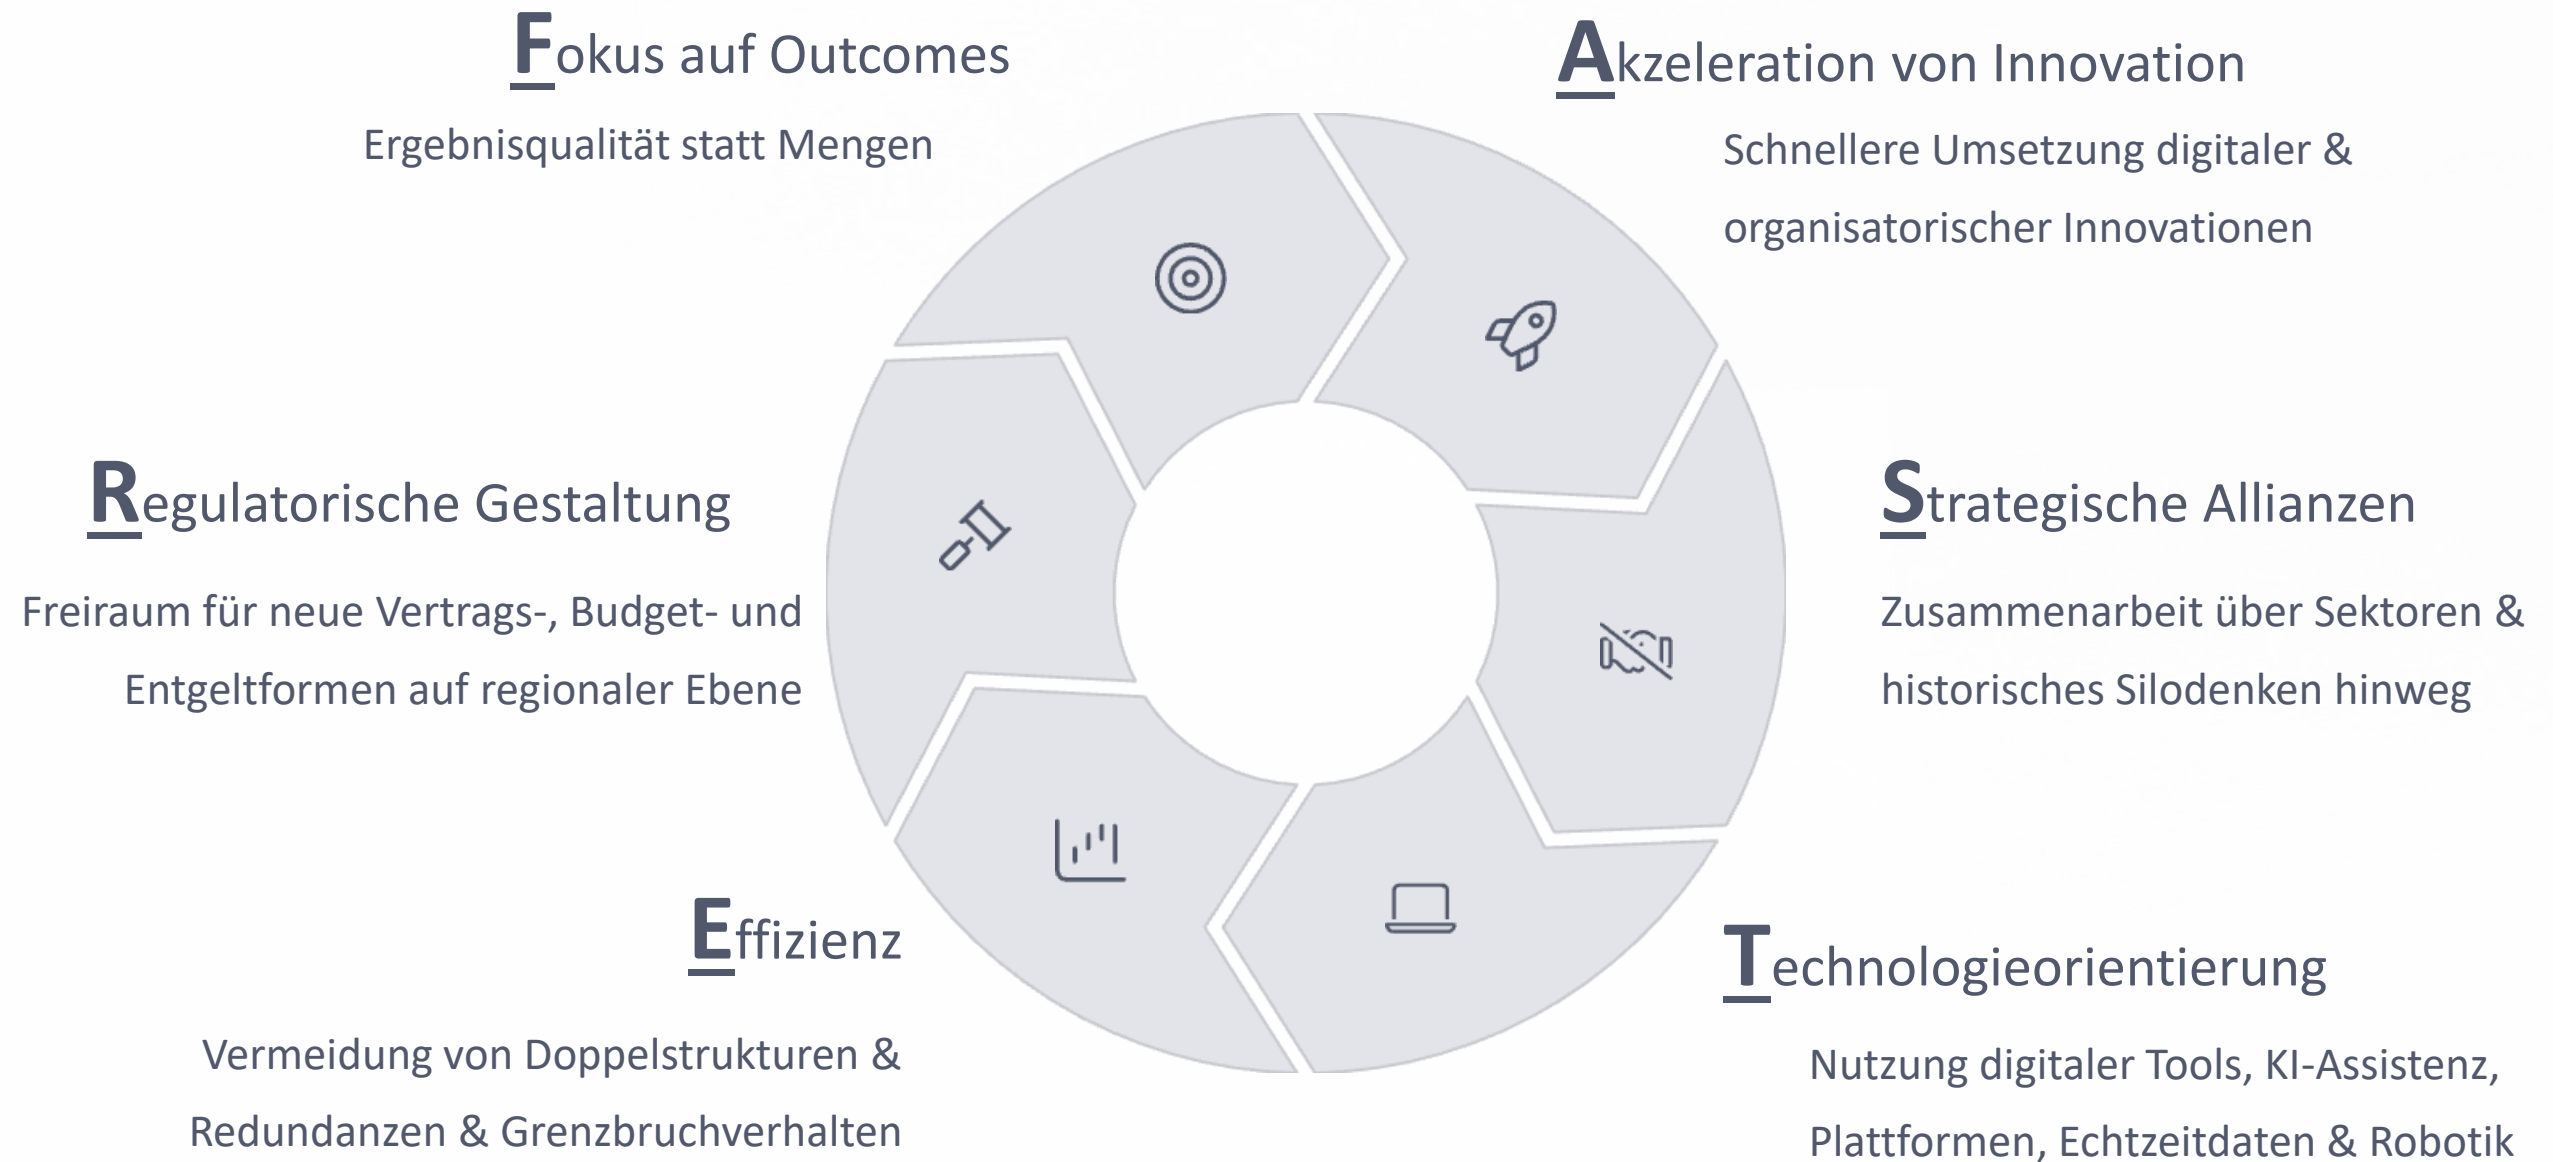 Fokus auf Outcomes
Ergebnisqualität statt Mengen
Akzeleration von Innovation
Schnellere Umsetzung digitaler &
organisatorischer Innovationen
Strategische Allianzen
Zusammenarbeit über Sektoren &
historisches Silodenken hinweg
Technologieorientierung
Nutzung digitaler Tools, KI-Assistenz,
Plattformen, Echtzeitdaten & Robotik
Effizienz
Vermeidung von Doppelstrukturen &
Redundanzen & Grenzbruchverhalten
Regulatorische Gestaltung
Freiraum für neue Vertrags-, Budget- und
Entgeltformen auf regionaler Ebene